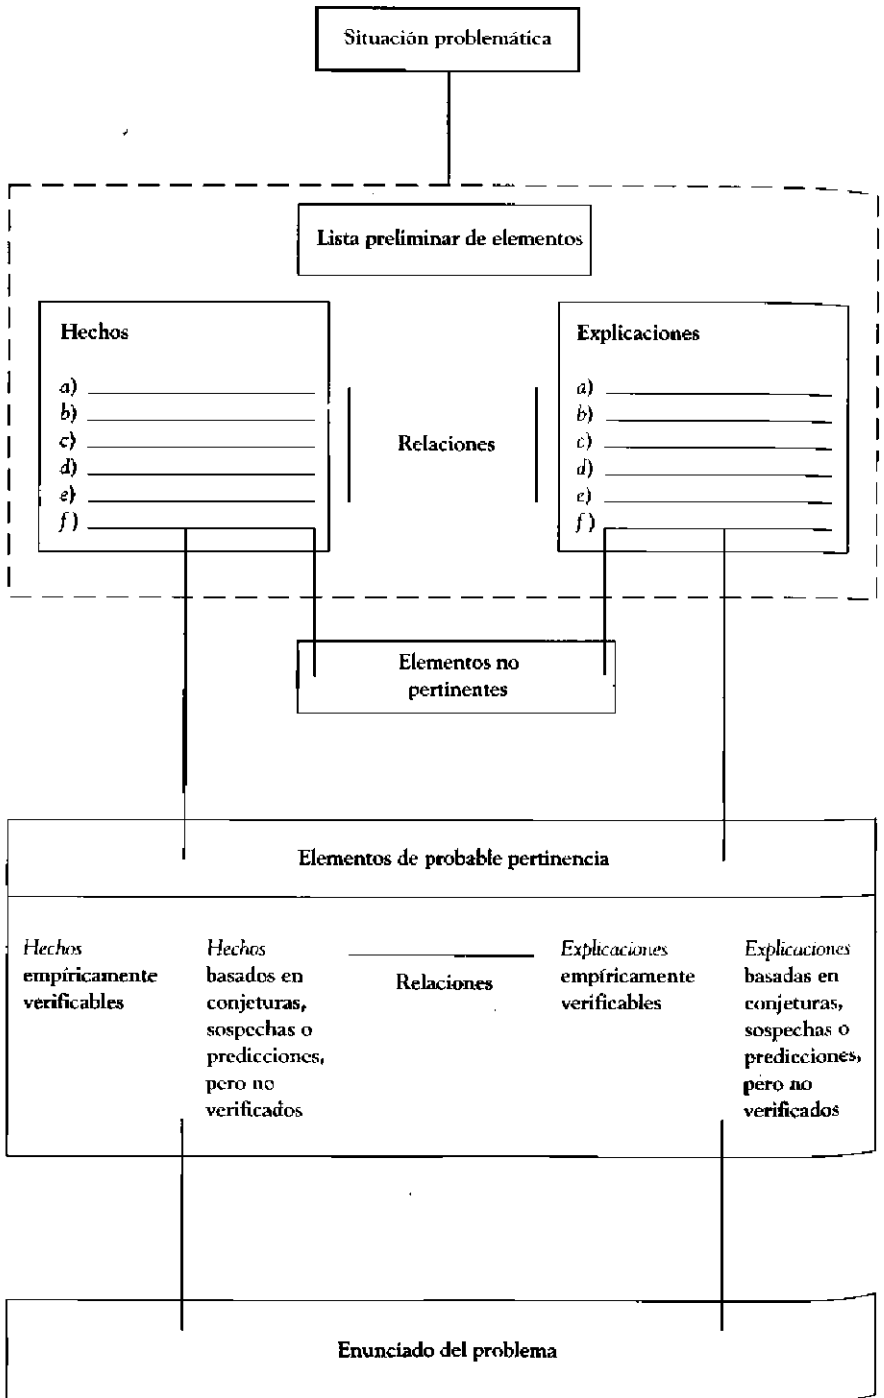 Situación problemática
Lista preliminar de elementos
Hechos
a)
b)
c)
d)
e)
f)
Relaciones
Explicaciones
a)
b)
c)
d)
e)
f)
Elementos no
pertinentes
Elementos de probable pertinencia
Hechos
empíricamente
verificables
Hechos
basados en
conjeturas,
sospechas o
predicciones,
pero no
verificados
Relaciones
Explicaciones
empíricamente
verificables
Explicaciones
basadas en
conjeturas,
sospechas o
predicciones,
pero no
verificados
Enunciado del problema